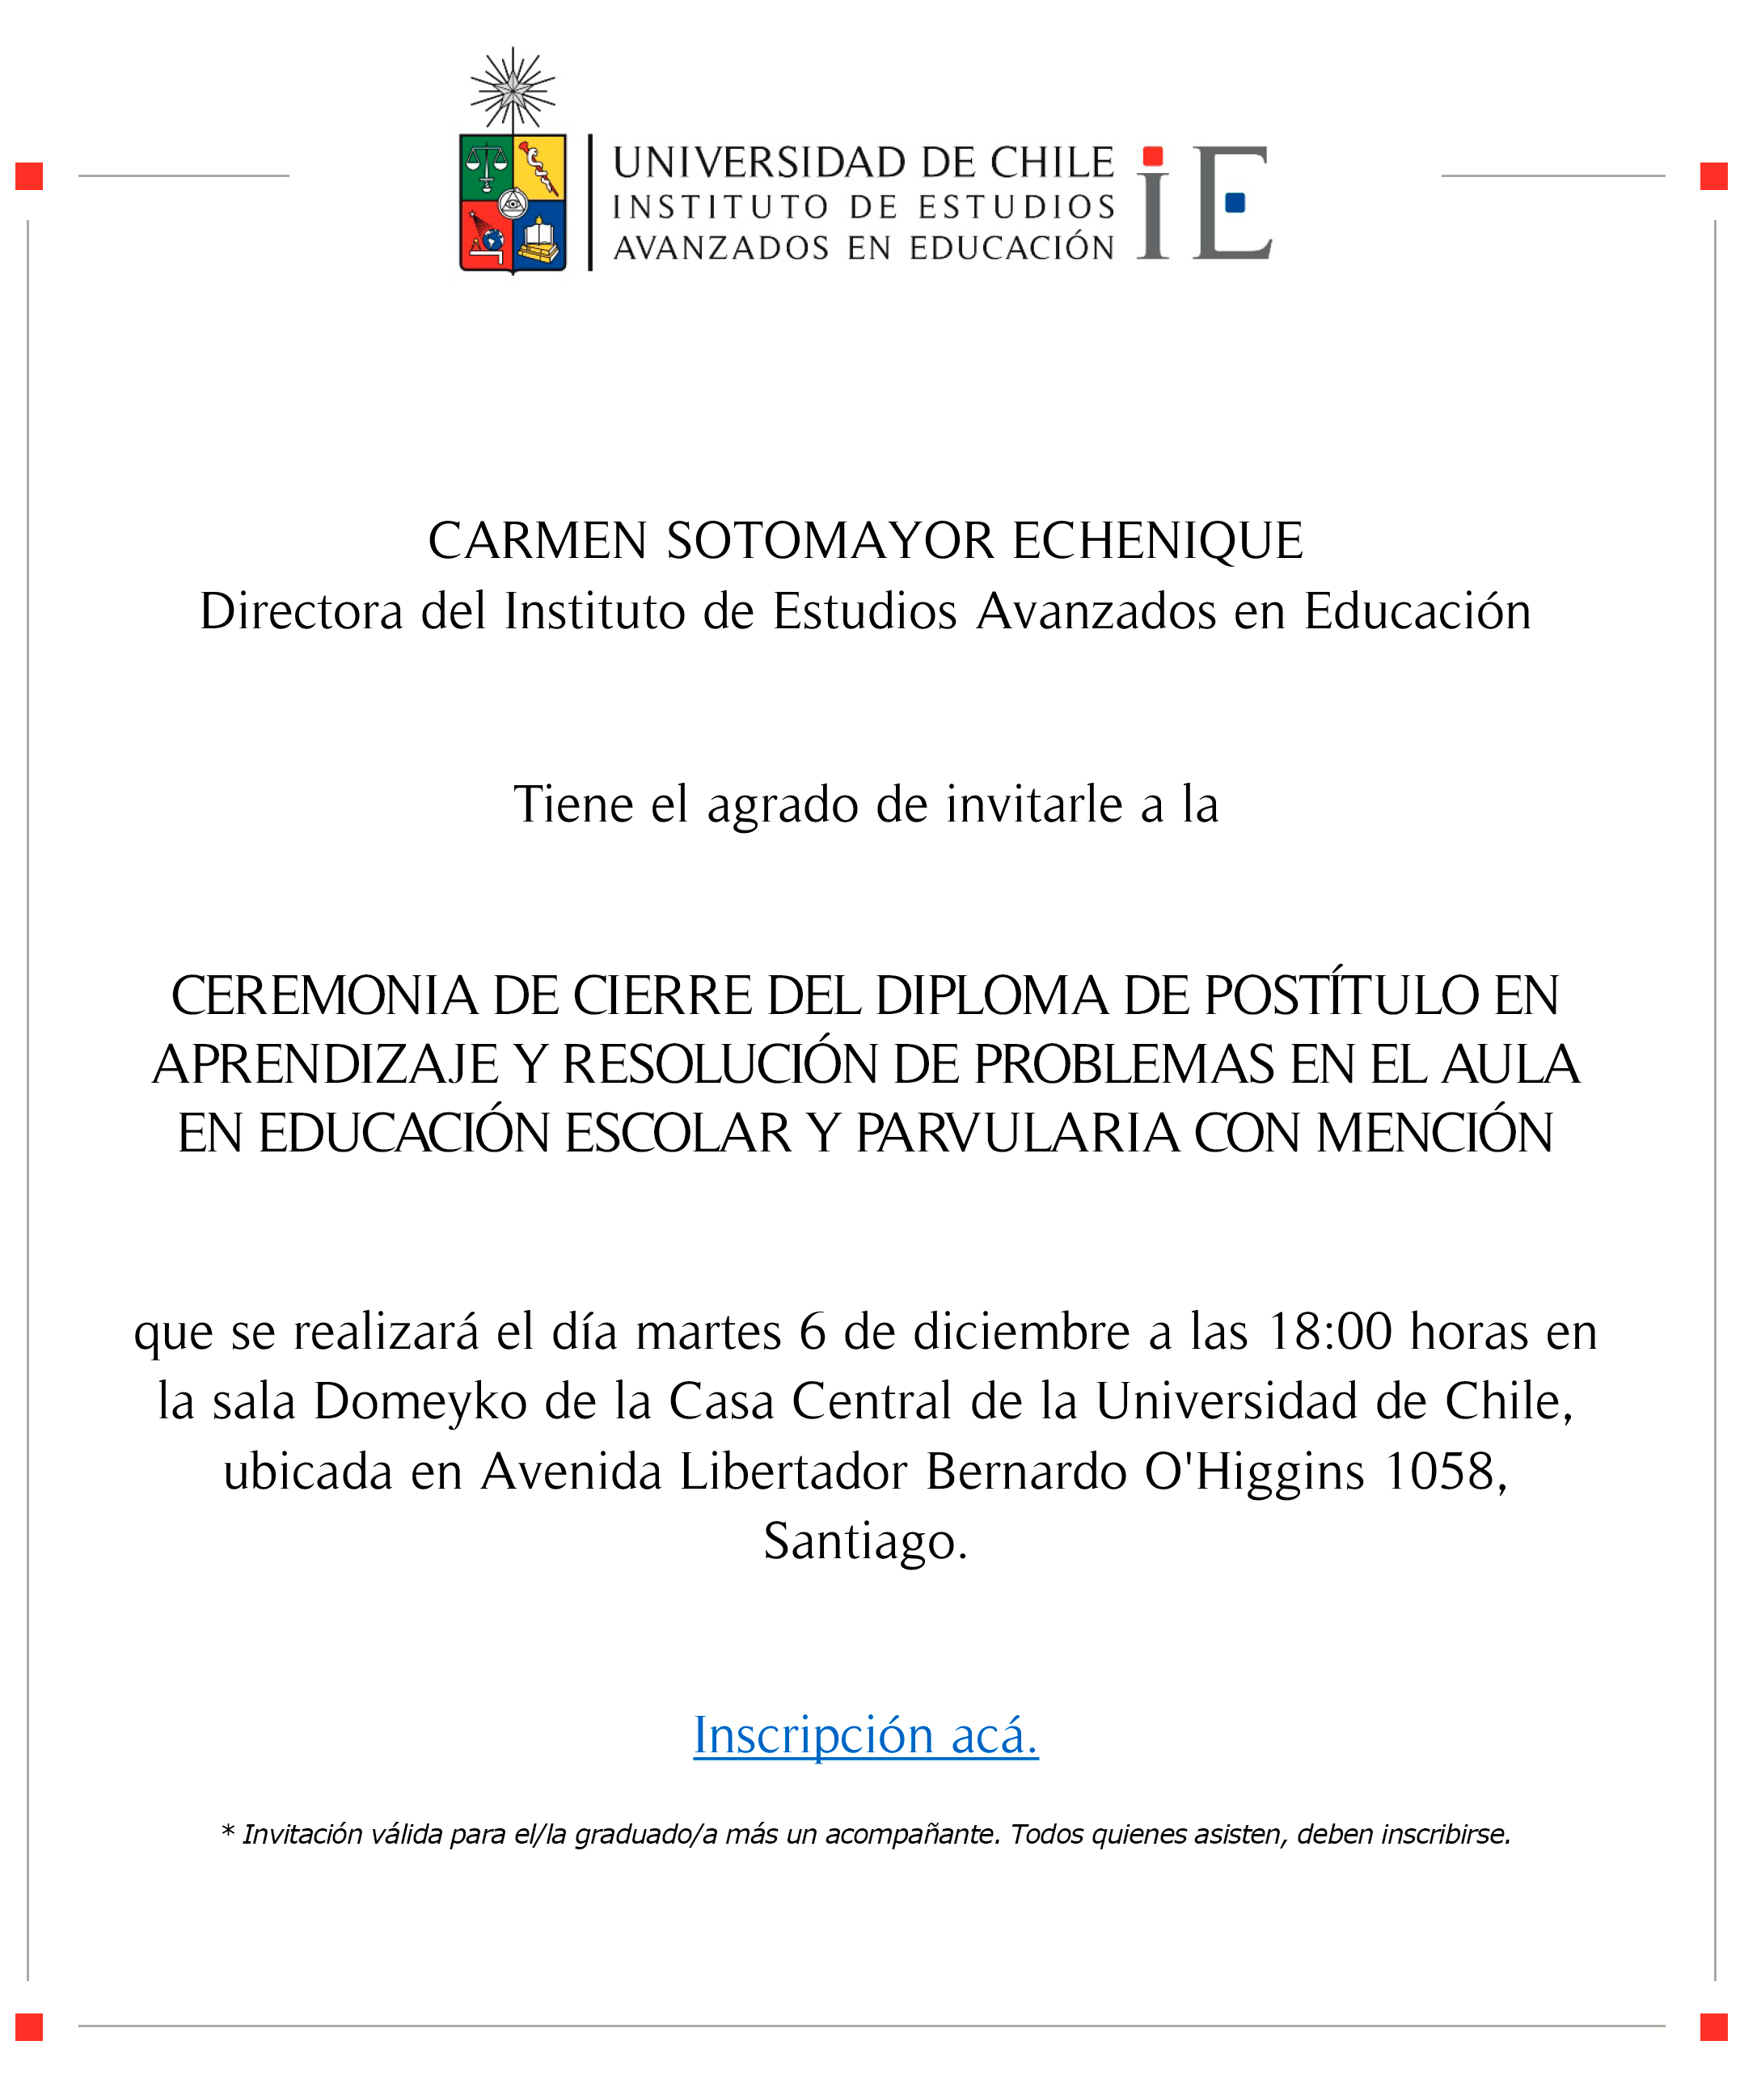 UNIVERSIDAD DE CHILE
INSTITUTO DE ESTUDIOS
AVANZADOS EN EDUCACIÓN
iE
CARMEN SOTOMAYOR ECHENIQUE
Directora del Instituto de Estudios Avanzados en Educación
Tiene el agrado de invitarle a la
CEREMONIA DE CIERRE DEL DIPLOMA DE POSTÍTULO EN
APRENDIZAJE Y RESOLUCIÓN DE PROBLEMAS EN EL AULA
EN EDUCACIÓN ESCOLAR Y PARVULARIA CON MENCIÓN
que se realizará el día martes 6 de diciembre a las 18:00 horas en
la sala Domeyko de la Casa Central de la Universidad de Chile,
ubicada en Avenida Libertador Bernardo O'Higgins 1058,
Santiago.
Inscripción acá.
* Invitación válida para el/la graduado/a más un acompañante. Todos quienes asisten, deben inscribirse.